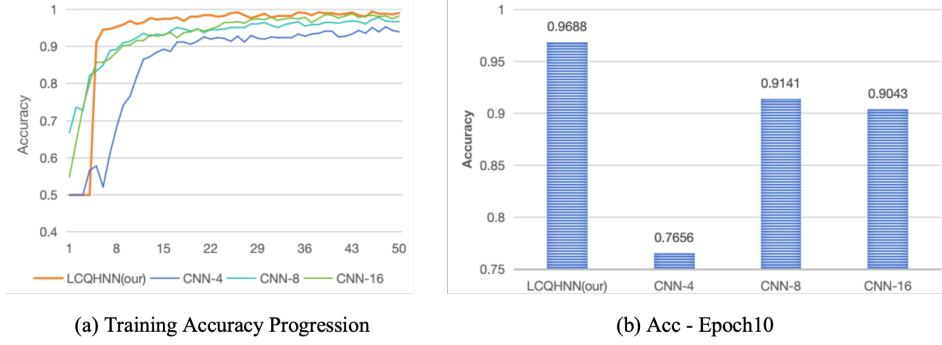 1
0.9
0.8
0.7
0.6
0.5
0.4
Accuracy
1 8 15 22 29 36 43 50
LCQHNN(our) CNN-4 CNN-8 CNN-16
(a) Training Accuracy Progression
1
0.95
0.9
0.85
0.8
0.75
Accuracy
0.9688
0.7656
0.9141
0.9043
LCQHNN(our) CNN-4 CNN-8 CNN-16
(b) Acc - Epoch10